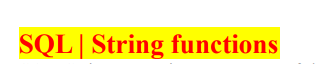 SQL | String functions